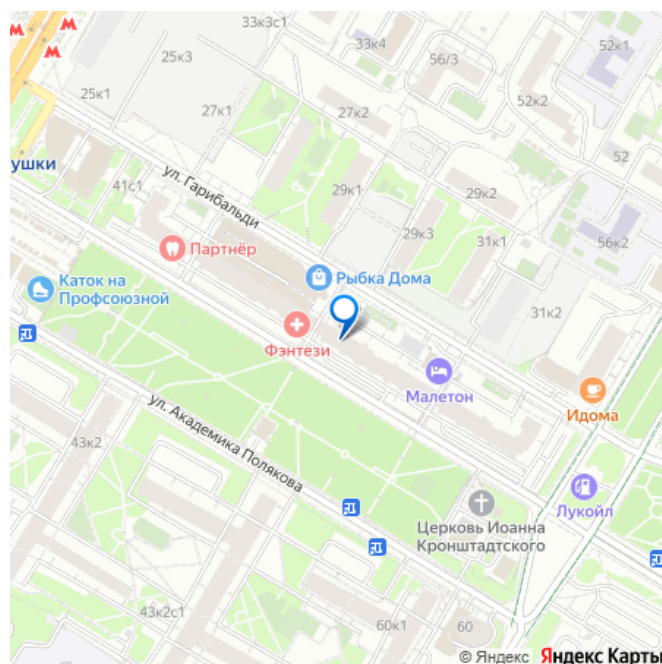 33к3с1
33к4
52к1
25к3
56/3
25к1
27к1
27к2
52к2
ушки
ул. Гарибальди
52
41с1
29к1
29к2
Партнёр
29к3
31к1
56к2
Каток на
Профсоюзной
Рыбка Дома
31к2
Фэнтези
Малетон
Идома
ул. Академика Полякова
43к2
Лукойл
Церковь Иоанна
Кронштадтского
43к2с1
60к1
60
© Яндекс Яндекс Карты